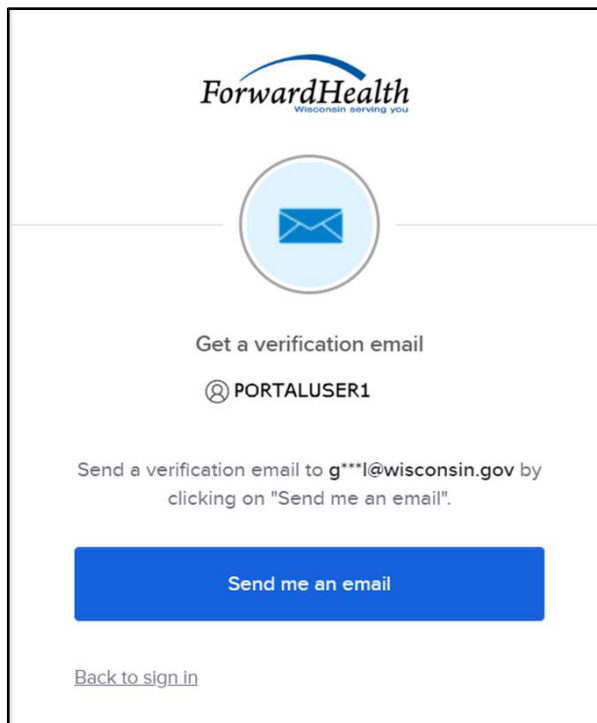 ForwardHealth
Wisconsin serving you
Get a verification email
PORTALUSER1
Send a verification email to g***l@wisconsin.gov by
clicking on "Send me an email".
Send me an email
Back to sign in